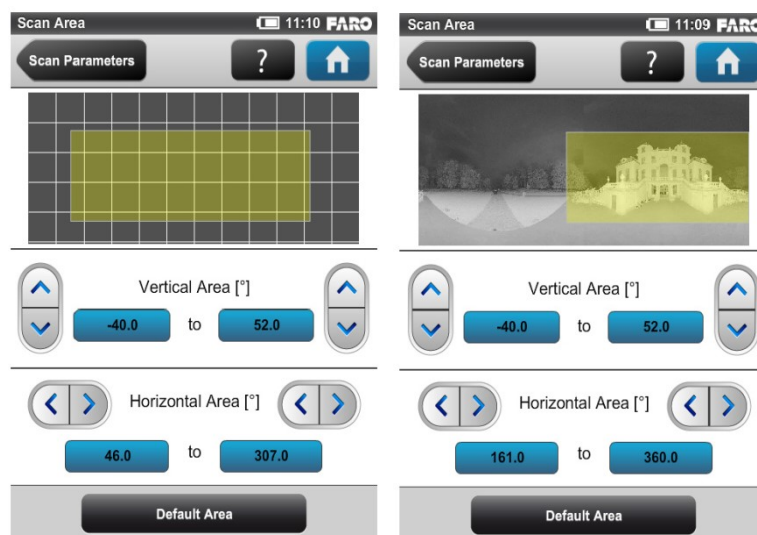 Scan Area 11:10 FARO
Scan Parameters ?
Vertical Area [°]
-40.0 to 52.0
Horizontal Area [°]
46.0 to 307.0
Default Area
Scan Area 11:09 FARO
Scan Parameters ?
Vertical Area [°]
-40.0 to 52.0
Horizontal Area [°]
161.0 to 360.0
Default Area